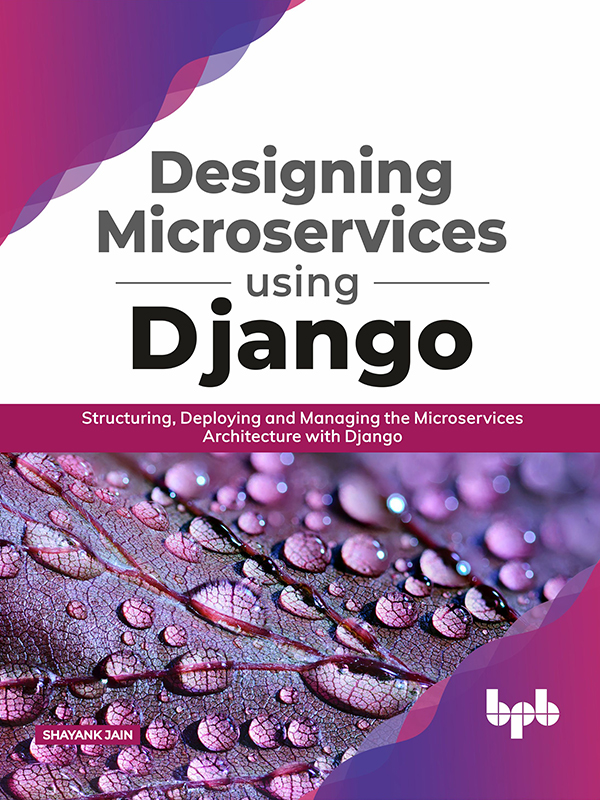 Designing
Microservices
using
Django
Structuring, Deploying and Managing the Microservices
Architecture with Django
SHAYANK JAIN
bpb